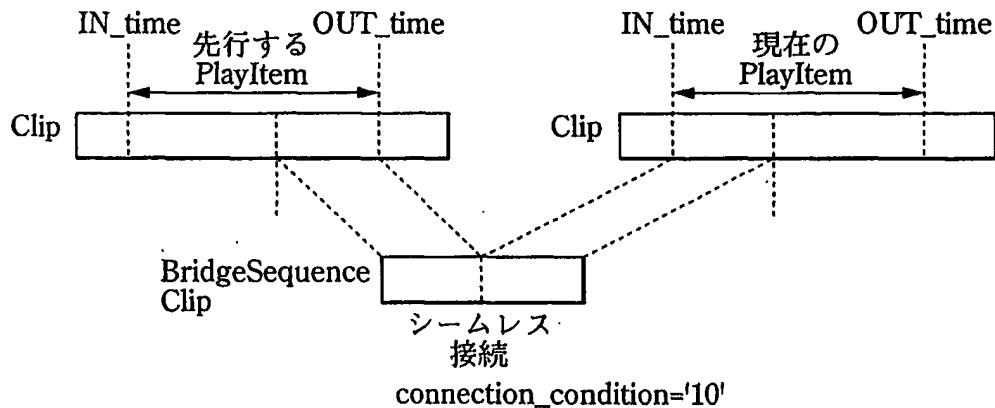 IN_time
先行する
PlayItem
OUT_time
Clip
IN_time
現在の
PlayItem
OUT_time
Clip
BridgeSequence
Clip
シームレス
接続
connection_condition='10'